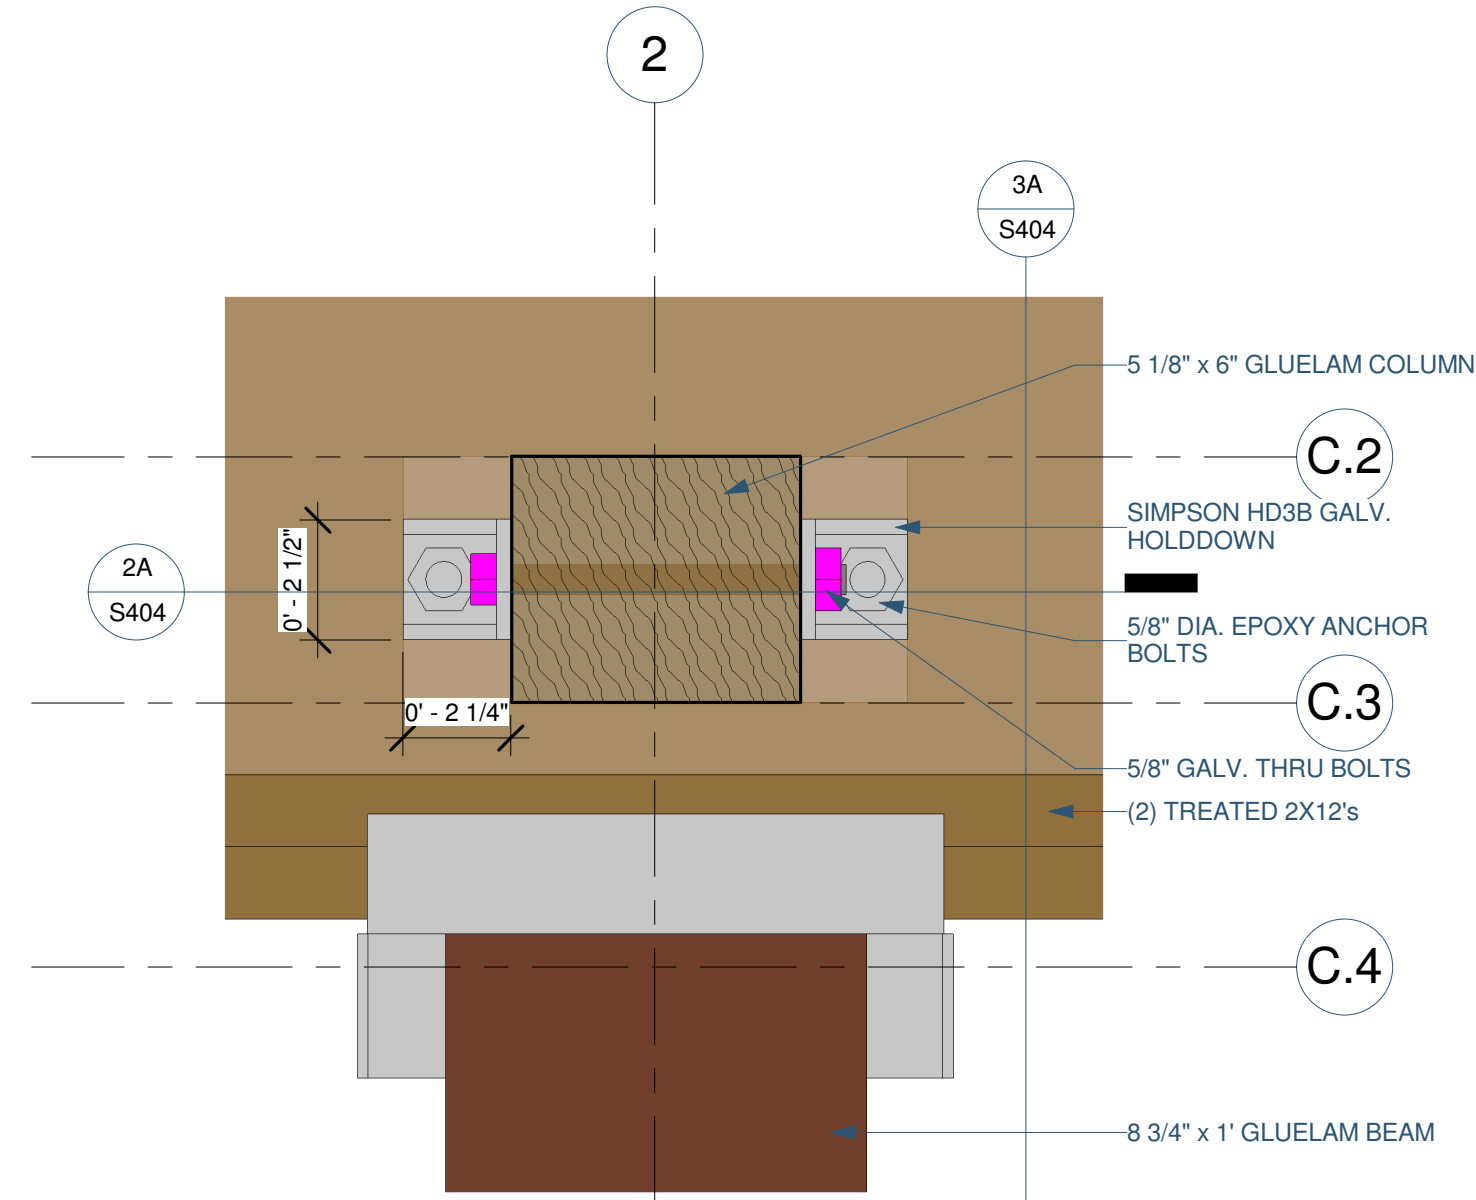 2
3A
S404
5 1/8" x 6" GLUELAM COLUMN
C.2
SIMPSON HD3B GALV.
HOLDDOWN
0' - 2 1/2"
2A
S404
5/8" DIA. EPOXY ANCHOR
BOLTS
C.3
0' - 2 1/4"
5/8" GALV. THRU BOLTS
(2) TREATED 2X12's
C.4
8 3/4" x 1' GLUELAM BEAM